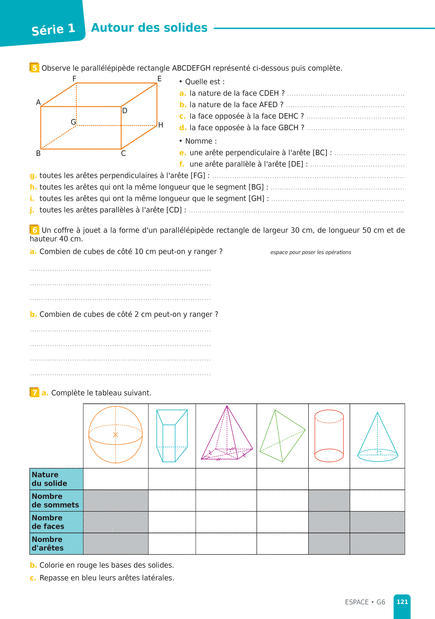 Série 1
Autour des solides
5 Observe le parallélépipède rectangle ABCDEFGH représenté ci-dessous puis complète.
F
E
A
D
G
H
B
C
• Quelle est :
a. la nature de la face CDEH ?
b. la nature de la face AFED ?
c. la face opposée à la face DEHC ?
d. la face opposée à la face GBCH ?
• Nomme :
e. une arête perpendiculaire à l'arête [BC] :
f. une arête parallèle à l'arête [DE] :
g. toutes les arêtes perpendiculaires à l'arête [FG] :
h. toutes les arêtes qui ont la même longueur que le segment [BG] :
i. toutes les arêtes qui ont la même longueur que le segment [GH] :
j. toutes les arêtes parallèles à l'arête [CD] :
6 Un coffre à jouet a la forme d'un parallélépipède rectangle de largeur 30 cm, de longueur 50 cm et de
hauteur 40 cm.
a. Combien de cubes de côté 10 cm peut-on y ranger ?
espace pour poser les opérations
b. Combien de cubes de côté 2 cm peut-on y ranger ?
7 a. Complète le tableau suivant.
Nature
du solide
Nombre
de sommets
Nombre
de faces
Nombre
d'arêtes
b. Colorie en rouge les bases des solides.
c. Repasse en bleu leurs arêtes latérales.
ESPACE • G6
121